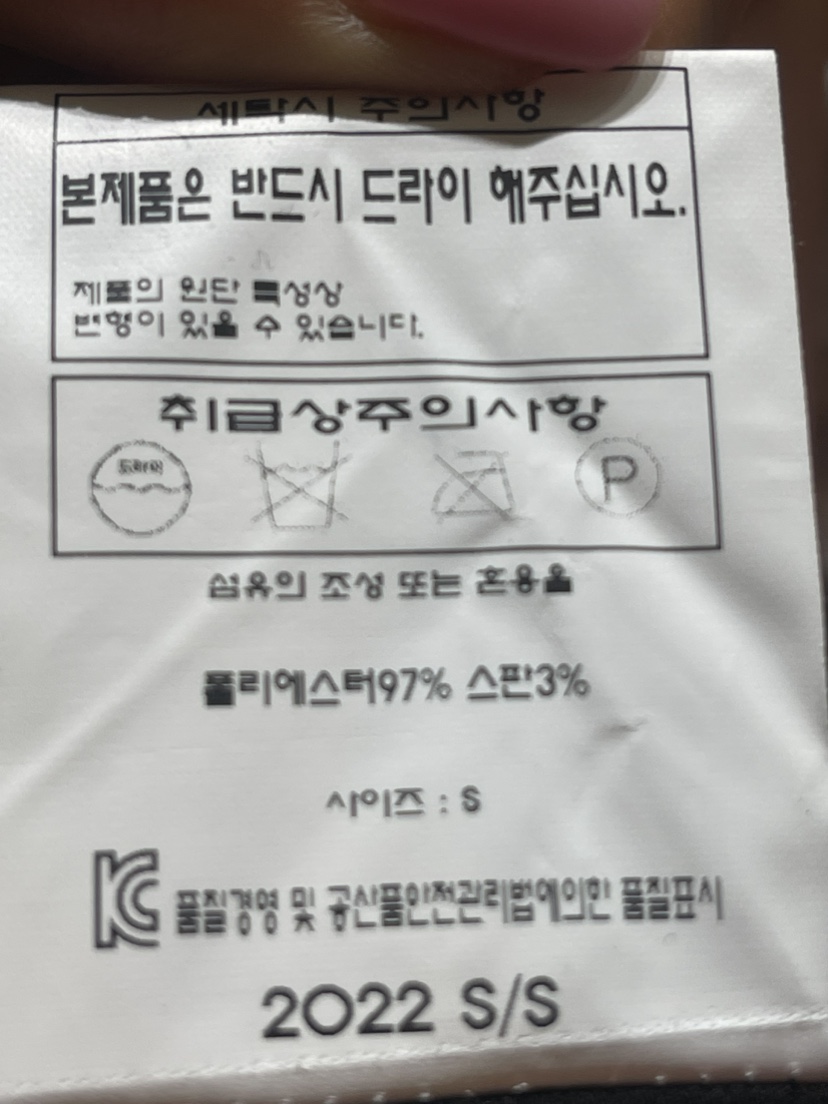 세탁시 주의사항
본제품은 반드시 드라이 해주십시오.
제품의 원단 특성상
변형이 있을 수 있습니다.
취급상주의사항
드라이
P
섬유의 조성 또는 혼용율
폴리에스터97% 스판3%
사이즈 : S
KC 품질경영 및 공산품안전관리법에의한 품질표시
2022 S/S